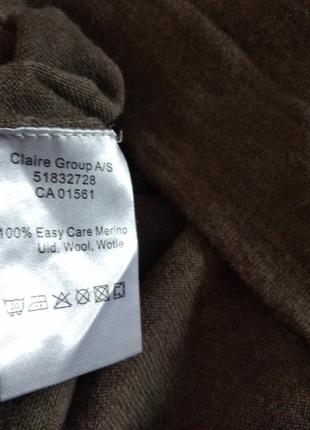 Claire Group A/S
51832728
CA 01561
100% Easy Care Merino
Uld, Wool, Wolle